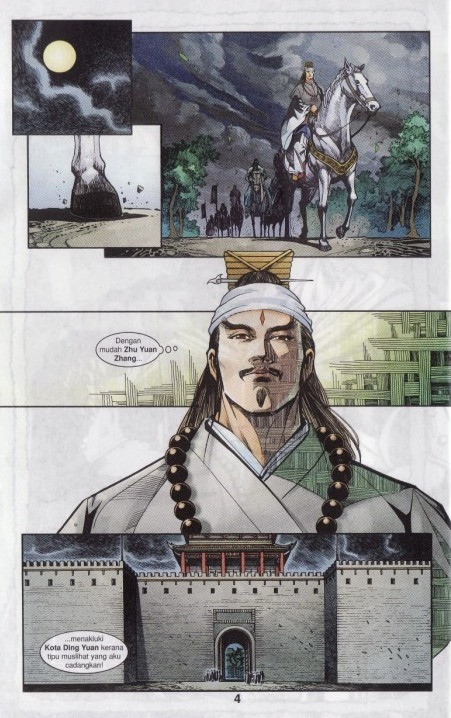 Dengan
mudah Zhu Yuan
Zhang...
...menakluki
Kota Ding Yuan kerana
tipu muslihat yang aku
cadangkan!
4